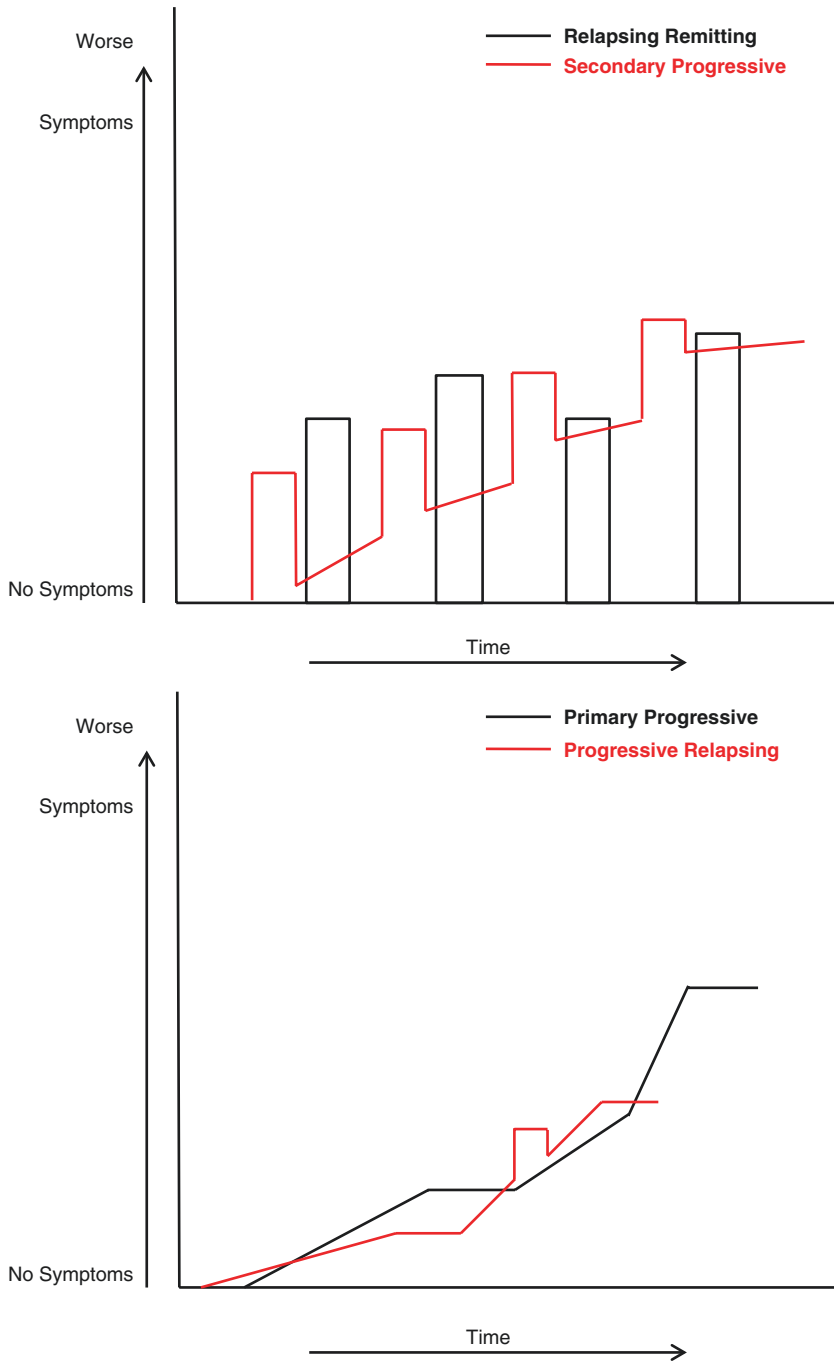 Worse
Symptoms
No Symptoms
Relapsing Remitting
Secondary Progressive
Time
Worse
Symptoms
No Symptoms
Primary Progressive
Progressive Relapsing
Time